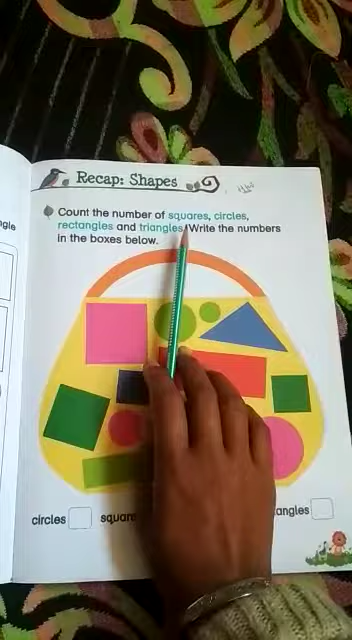 Recap: Shapes
Count the number of squares, circles,
rectangles and triangles. Write the numbers
in the boxes below.
circles